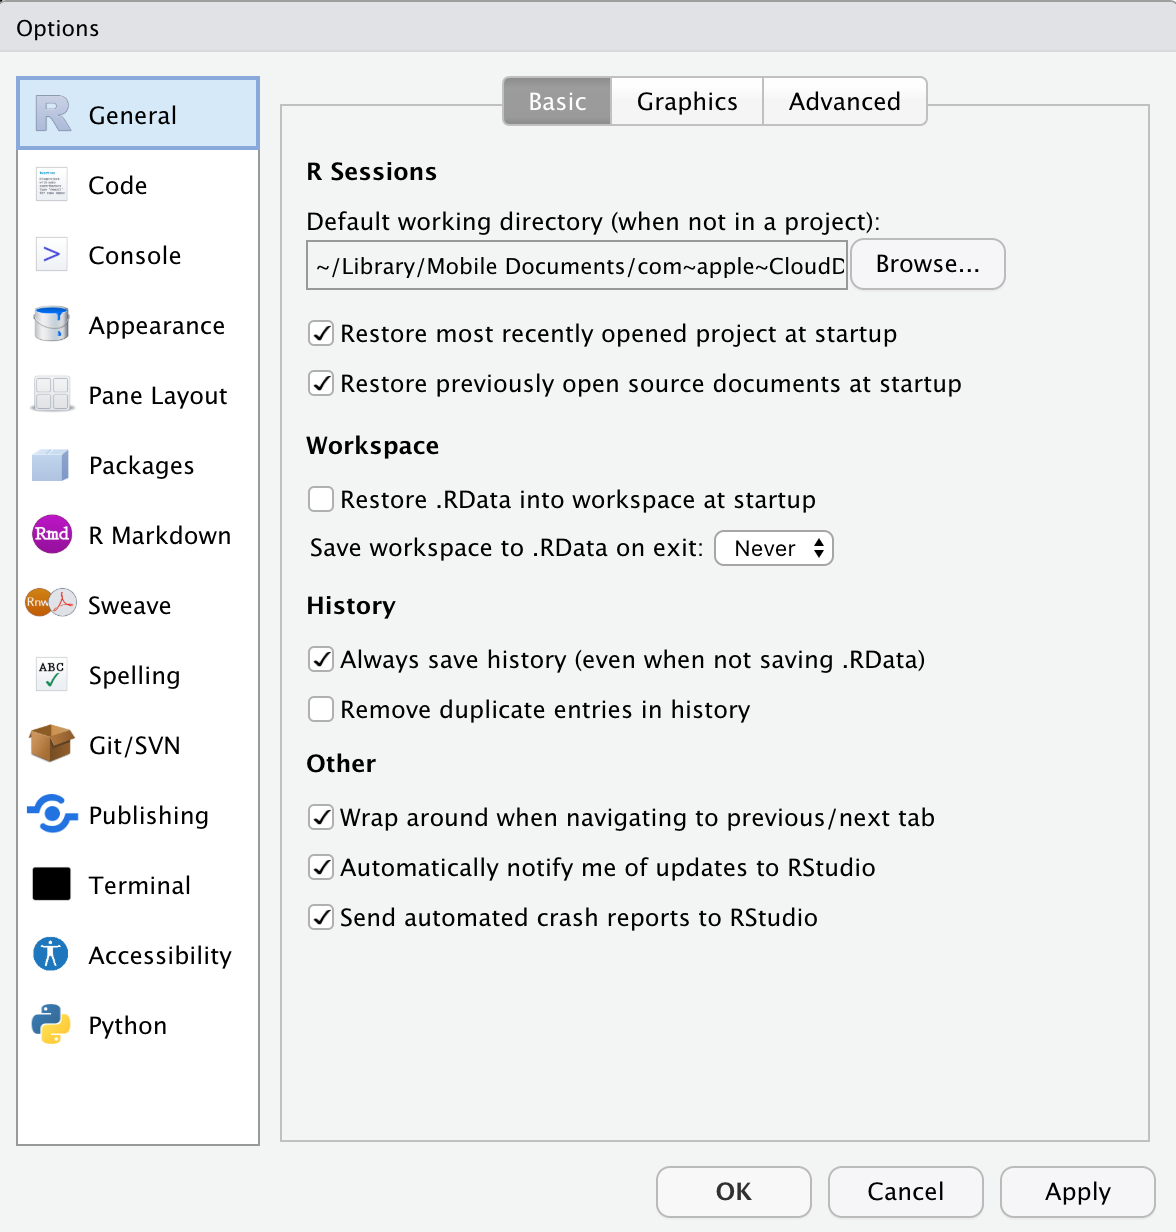 Options
General
Code
Console
Appearance
Pane Layout
Packages
Rmd
R Markdown
Rnw
Sweave
ABC
Spelling
Git/SVN
Publishing
Terminal
Accessibility
Python
Basic
Graphics
Advanced
R Sessions
Default working directory (when not in a project):
~/Library/Mobile Documents/com~apple~CloudD
Browse...
Restore most recently opened project at startup
Restore previously open source documents at startup
Workspace
Restore .RData into workspace at startup
Save workspace to .RData on exit: Never
History
Always save history (even when not saving .RData)
Remove duplicate entries in history
Other
Wrap around when navigating to previous/next tab
Automatically notify me of updates to RStudio
Send automated crash reports to RStudio
OK
Cancel
Apply